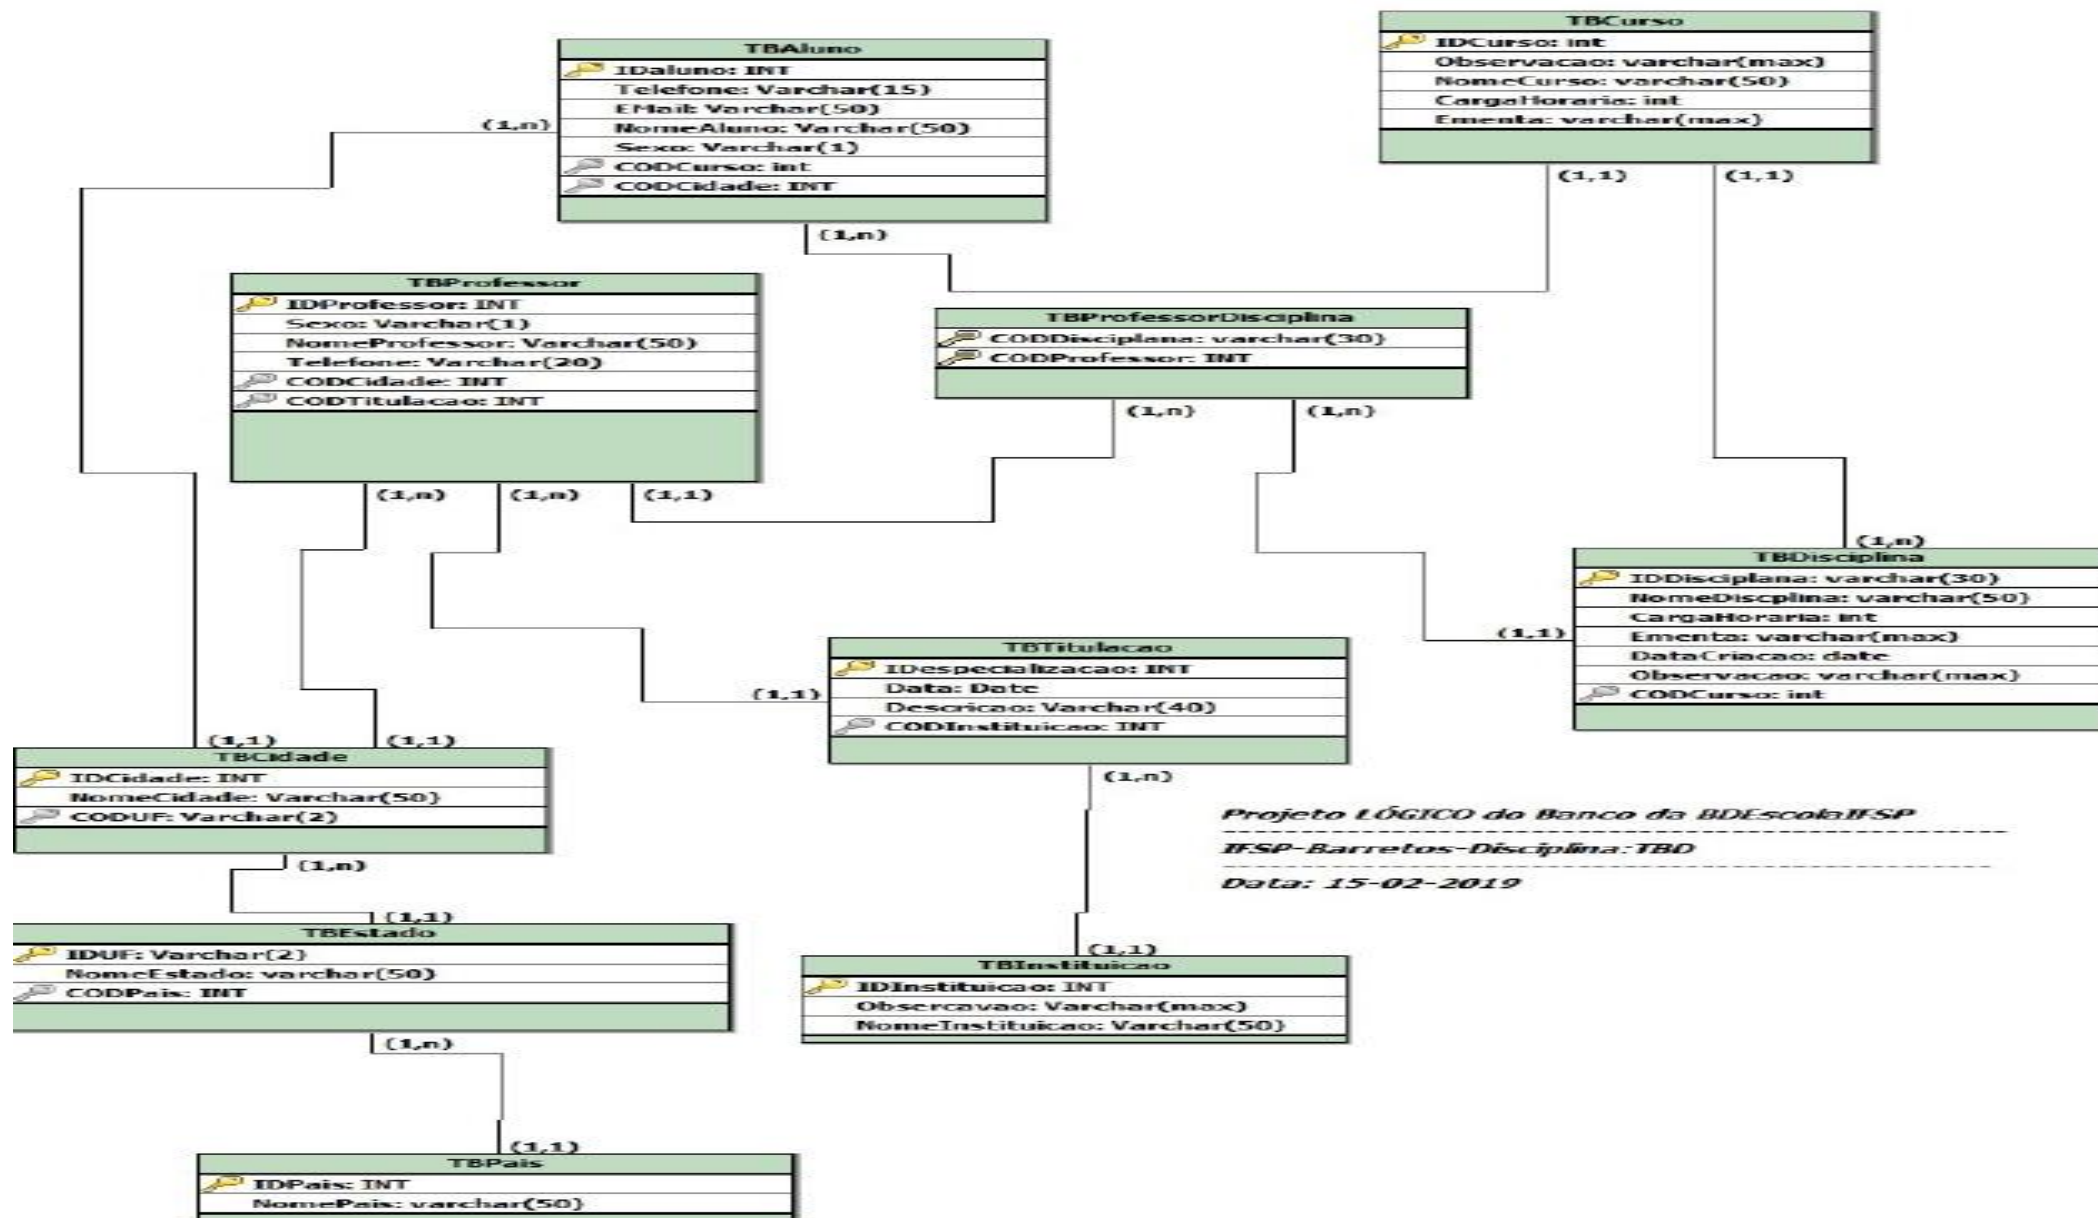 TBCurso
IDCurso: int
Observacao: varchar(max)
NomeCurso: varchar(50)
CargaHoraria: int
Ementa: varchar(max)
(1,1)
(1,1)
TBAluno
IDaluno: INT
Telefone: Varchar(15)
EMail: Varchar(50)
NomeAluno: Varchar(50)
Sexo: Varchar(1)
CODCurso: int
CODCidade: INT
(1,n)
(1,n)
TBProfessor
IDProfessor: INT
Sexo: Varchar(1)
NomeProfessor: Varchar(50)
Telefone: Varchar(20)
CODCidade: INT
CODTitulacao: INT
(1,n)
(1,n)
(1,1)
TBProfessorDisciplina
CODDisciplana: varchar(30)
CODProfessor: INT
(1,n)
(1,n)
(1,n)
TBDisciplina
IDDisciplana: varchar(30)
NomeDiscplina: varchar(50)
CargaHoraria: int
Ementa: varchar(max)
DataCriacao: date
Observacao: varchar(max)
CODCurso: int
(1,1)
TBTitulacao
IDespecializacao: INT
Data: Date
Descricao: Varchar(40)
CODInstituicao: INT
(1,1)
(1,n)
(1,1)
(1,1)
TBCidade
IDCidade: INT
NomeCidade: Varchar(50)
CODUF: Varchar(2)
(1,n)
Projeto LÓGICO do Banco da BDEscolaIFSP
IFSP-Barretos-Disciplina:TBD
Data: 15-02-2019
(1,1)
TBEstado
IDUF: Varchar(2)
NomeEstado: varchar(50)
CODPais: INT
(1,n)
(1,1)
TBInstituicao
IDInstituicao: INT
Obsercavao: Varchar(max)
NomeInstituicao: Varchar(50)
(1,1)
TBPais
IDPais: INT
NomePais: varchar(50)